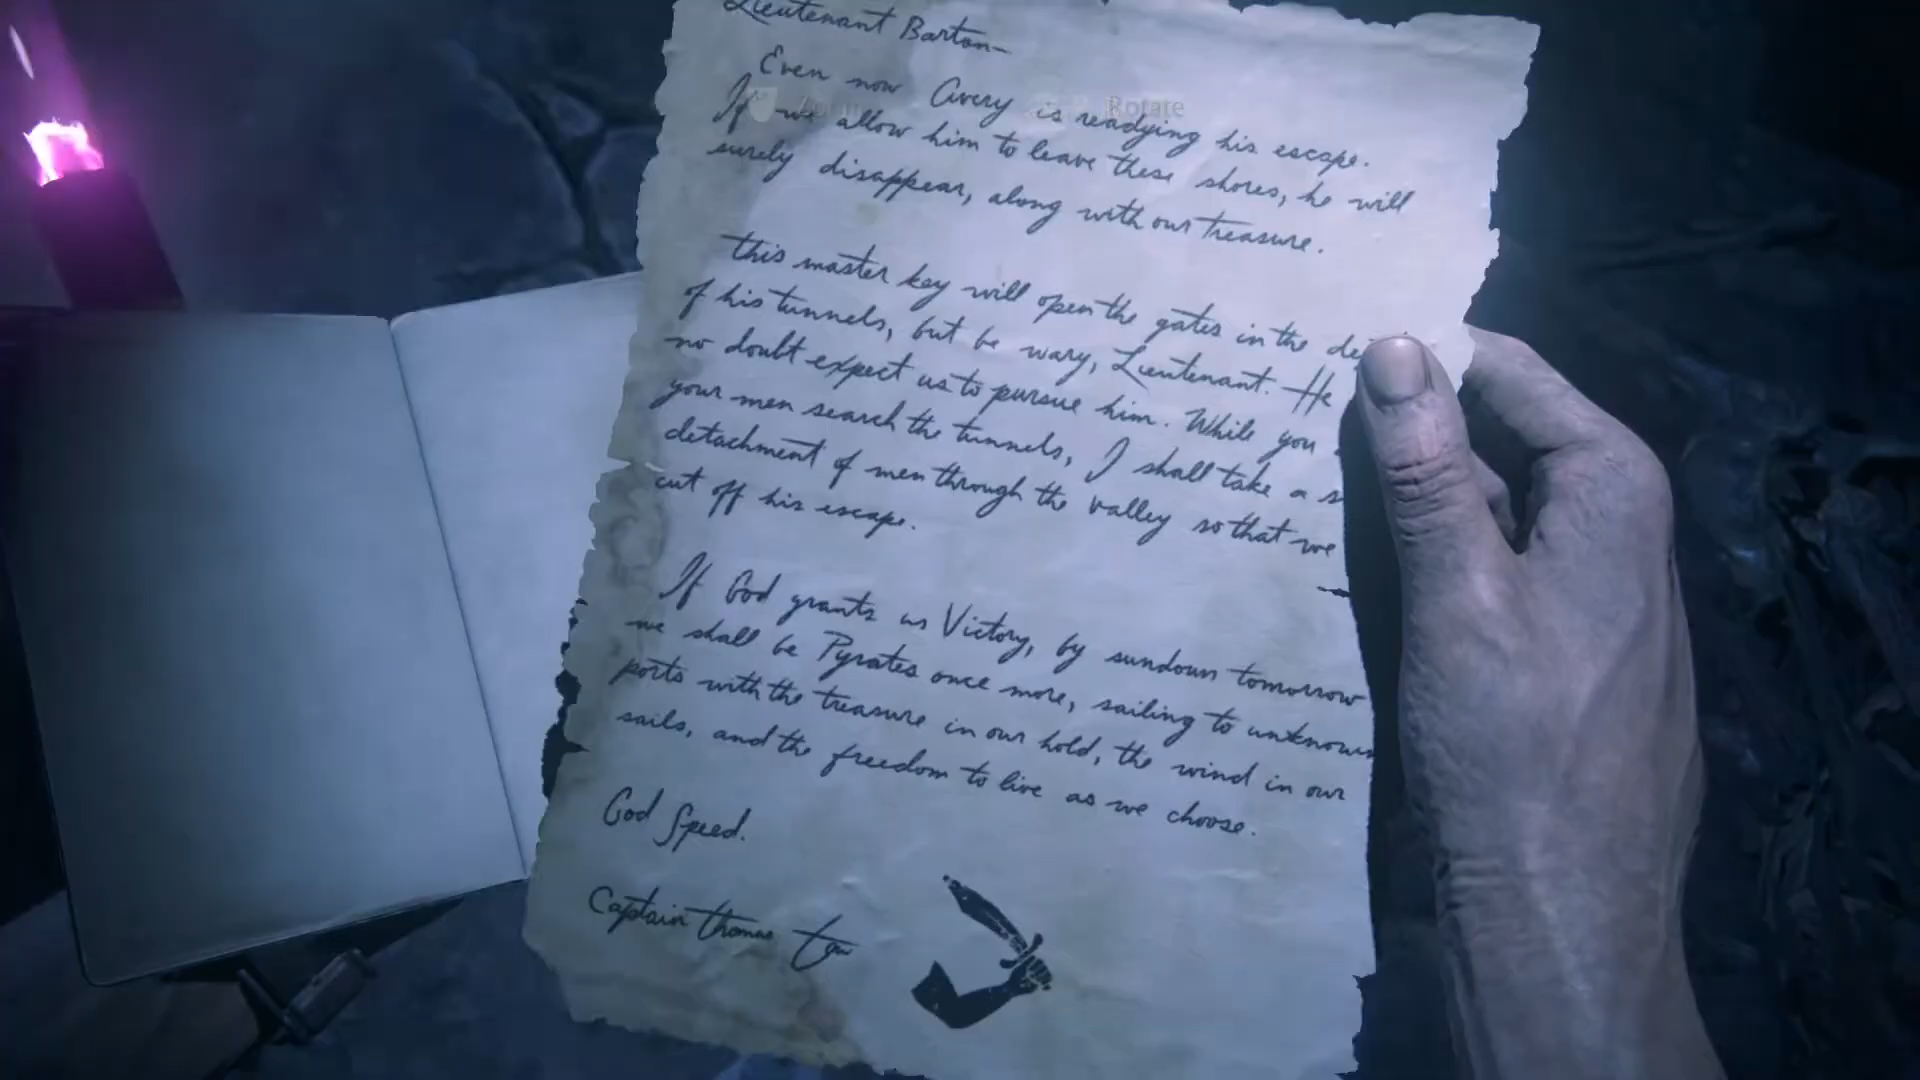 Lieutenant Barton—
Even now Avery is readying his escape.
If we allow him to leave these shores, he will
surely disappear, along with our treasure.
This master key will open the gates in the
of his tunnels, but be wary, Lieutenant. He
no doubt expect us to pursue him. While you
your men search the tunnels, I shall take a
detachment of men through the valley so that we
cut off his escape.
If God grants us Victory, by sundown tomorrow
we shall be Pyrates once more, sailing to unknown
ports with the treasure in our hold, the wind in our
sails, and the freedom to live as we choose.
God Speed.
Captain Thomas Tew
Rotate